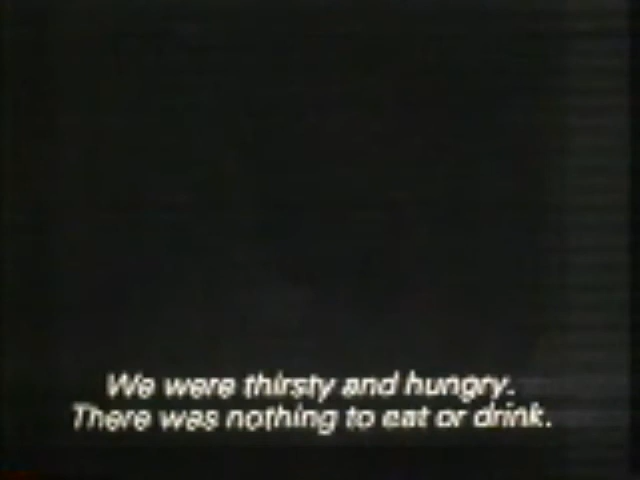 We were thirsty and hungry.
There was nothing to eat or drink.